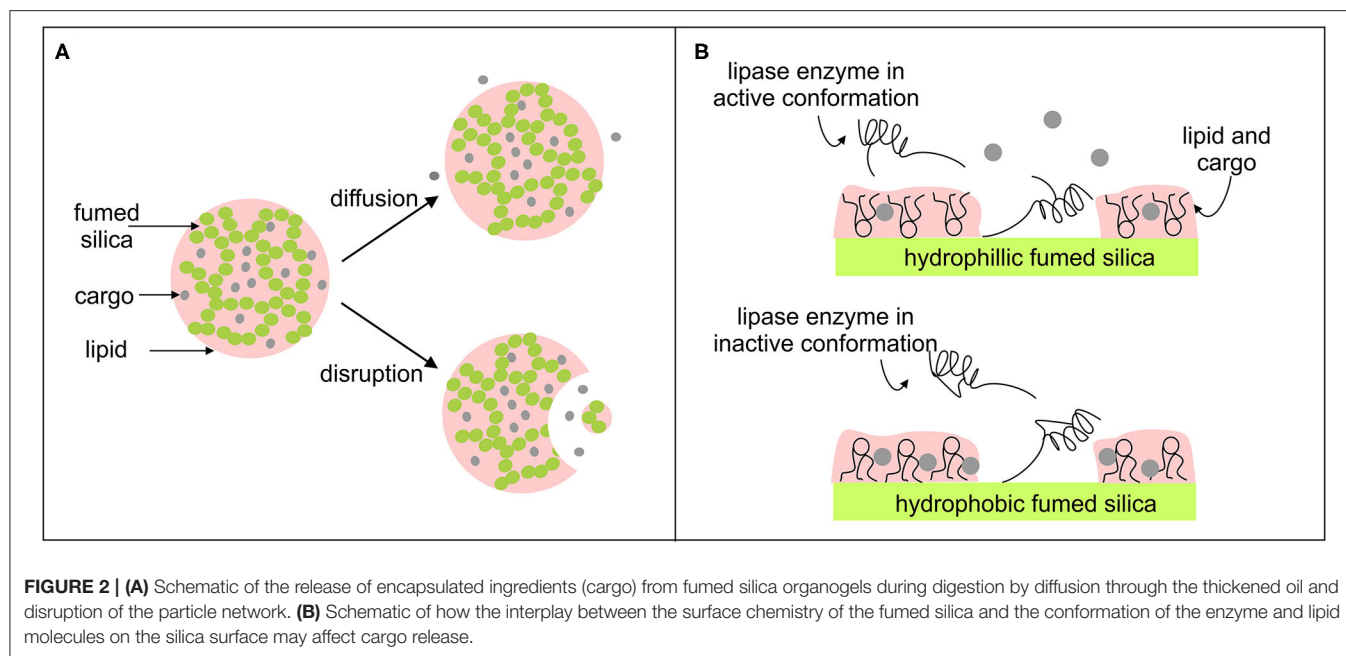 A
fumed
silica
cargo
lipid
diffusion
disruption
B
lipase enzyme in
active conformation
lipid and
cargo
hydrophillic fumed silica
lipase enzyme in
inactive conformation
hydrophobic fumed silica
FIGURE 2 | (A) Schematic of the release of encapsulated ingredients (cargo) from fumed silica organogels during digestion by diffusion through the thickened oil and
disruption of the particle network. (B) Schematic of how the interplay between the surface chemistry of the fumed silica and the conformation of the enzyme and lipid
molecules on the silica surface may affect cargo release.